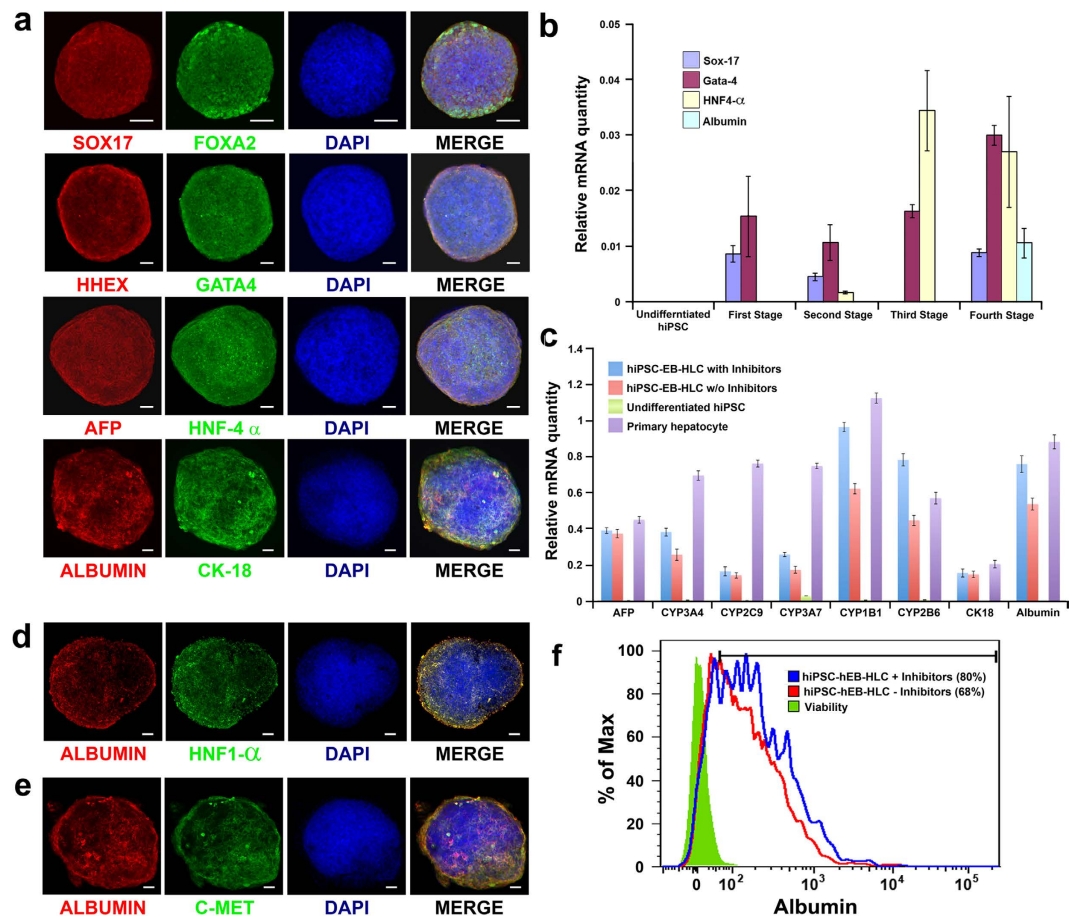 a
SOX17 FOXA2 DAPI MERGE
HHEX GATA4 DAPI MERGE
AFP HNF-4 α DAPI MERGE
ALBUMIN CK-18 DAPI MERGE
b
Relative mRNA quantity
0.05
0.04
0.03
0.02
0.01
0
Sox-17
Gata-4
HNF4-α
Albumin
Undifferntiated
hiPSC
First Stage Second Stage Third Stage Fourth Stage
c
Relative mRNA quantity
1.4
1.2
1
0.8
0.6
0.4
0.2
0
hiPSC-EB-HLC with Inhibitors
hiPSC-EB-HLC w/o Inhibitors
Undifferentiated hiPSC
Primary hepatocyte
AFP CYP3A4 CYP2C9 CYP3A7 CYP1B1 CYP2B6 CK18 Albumin
d
ALBUMIN HNF1-α DAPI MERGE
e
ALBUMIN C-MET DAPI MERGE
f
% of Max
100
80
60
40
20
0
hiPSC-hEB-HLC + Inhibitors (80%)
hiPSC-hEB-HLC - Inhibitors (68%)
Viability
0 10² 10³ 10⁴ 10⁵
Albumin